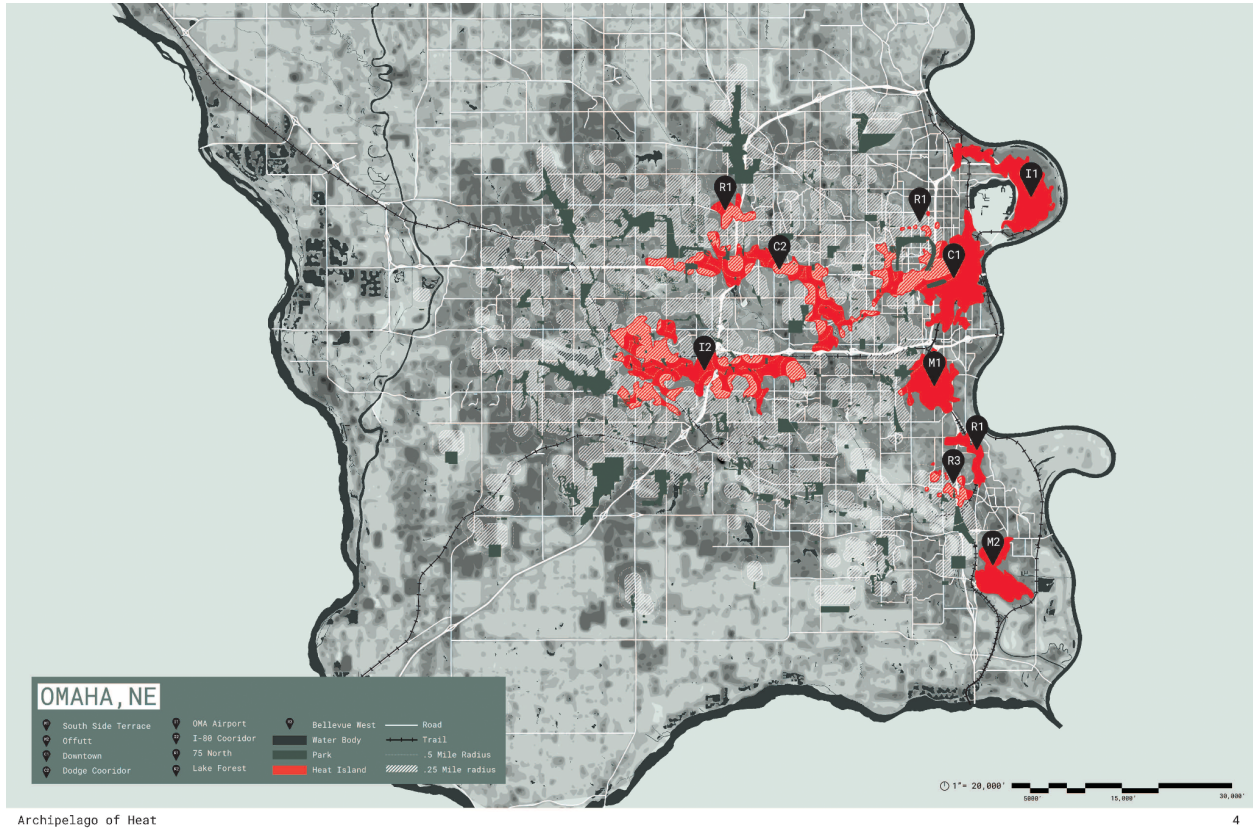 R1
I1
R1
C2
C1
I2
M1
R1
R3
M2
OMAHA,NE
South Side Terrace
Offutt
Downtown
Dodge Cooridor
OMA Airport
I-80 Cooridor
75 North
Lake Forest
Bellevue West
Water Body
Park
Heat Island
Road
Trail
.5 Mile Radius
.25 Mile radius
1"= 20,000'
5000'
15,000'
30,000'
Archipelago of Heat
4